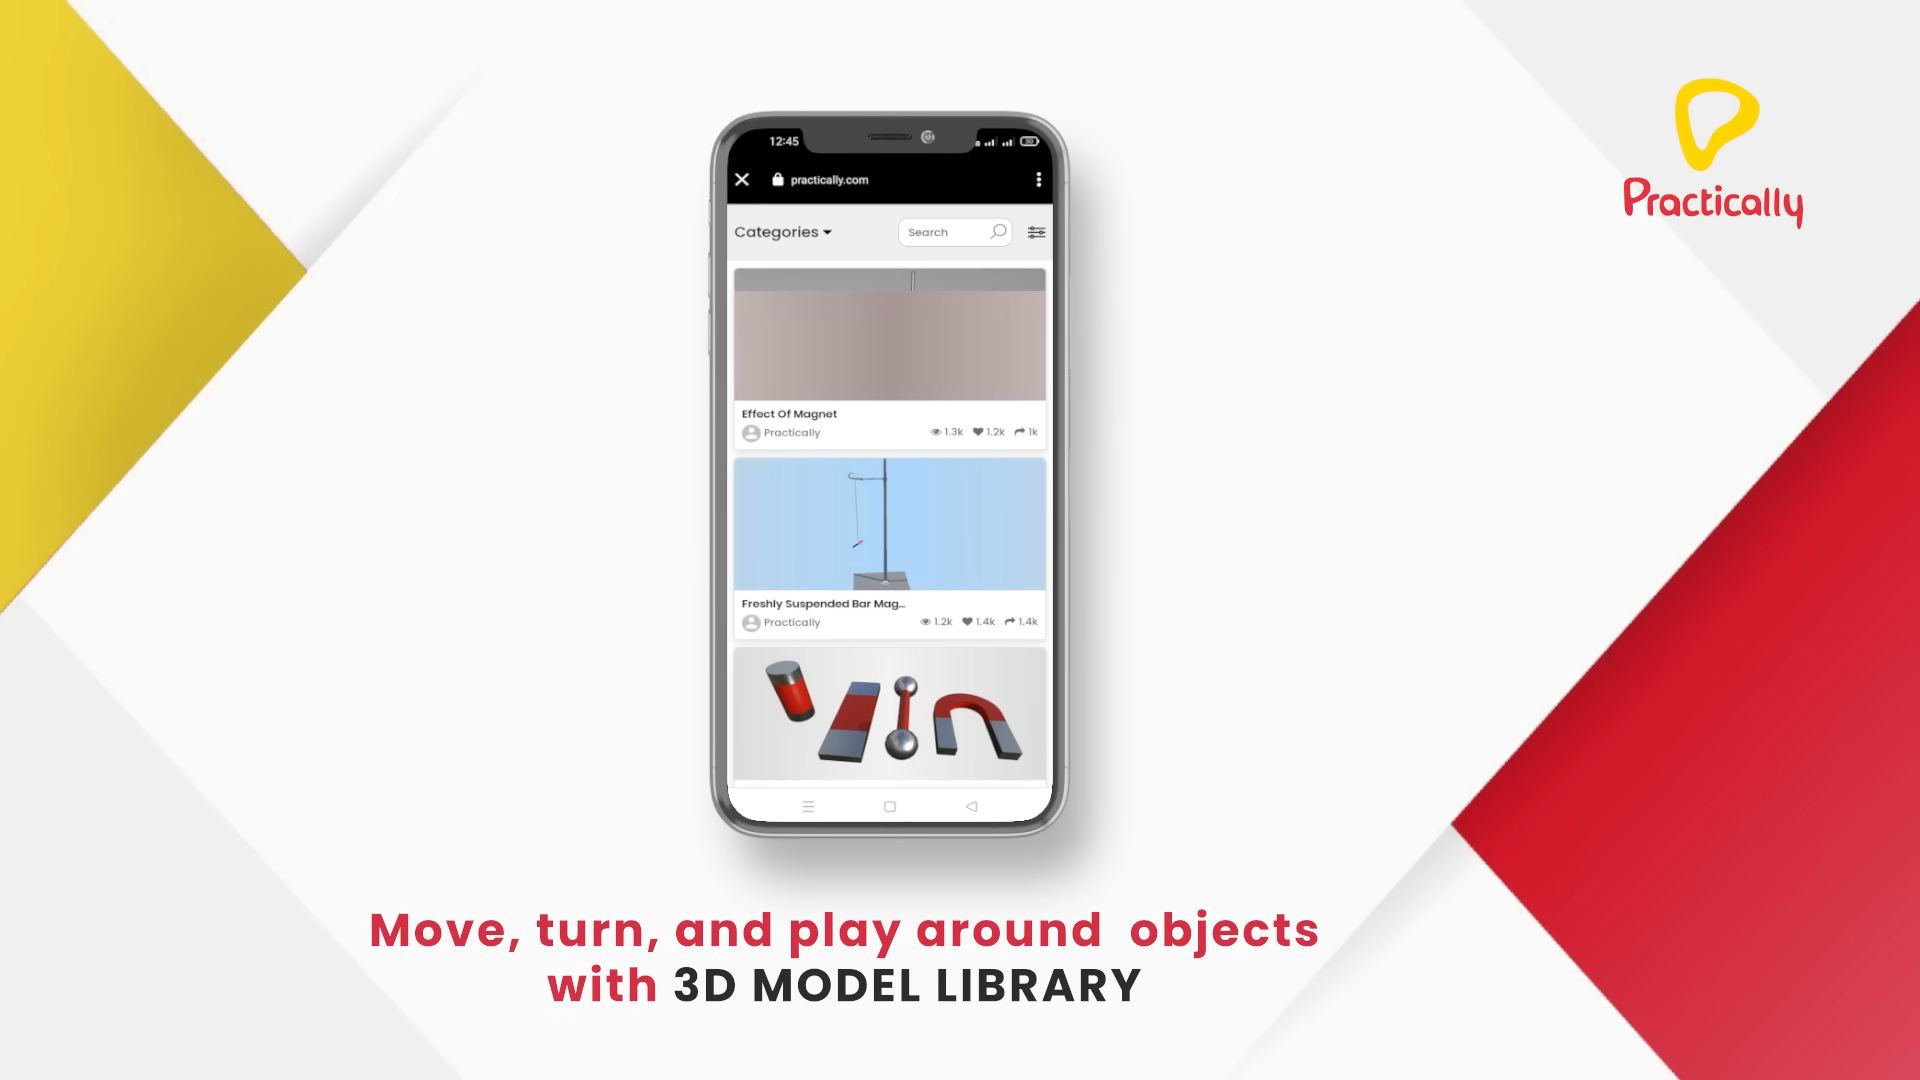 12:45
50
practically.com
Categories
Search
Effect Of Magnet
Practically
1.3k 1.2k 1k
Freshly Suspended Bar Mag...
Practically
1.2k 1.4k 1.4k
Practically
Move, turn, and play around objects
with 3D MODEL LIBRARY